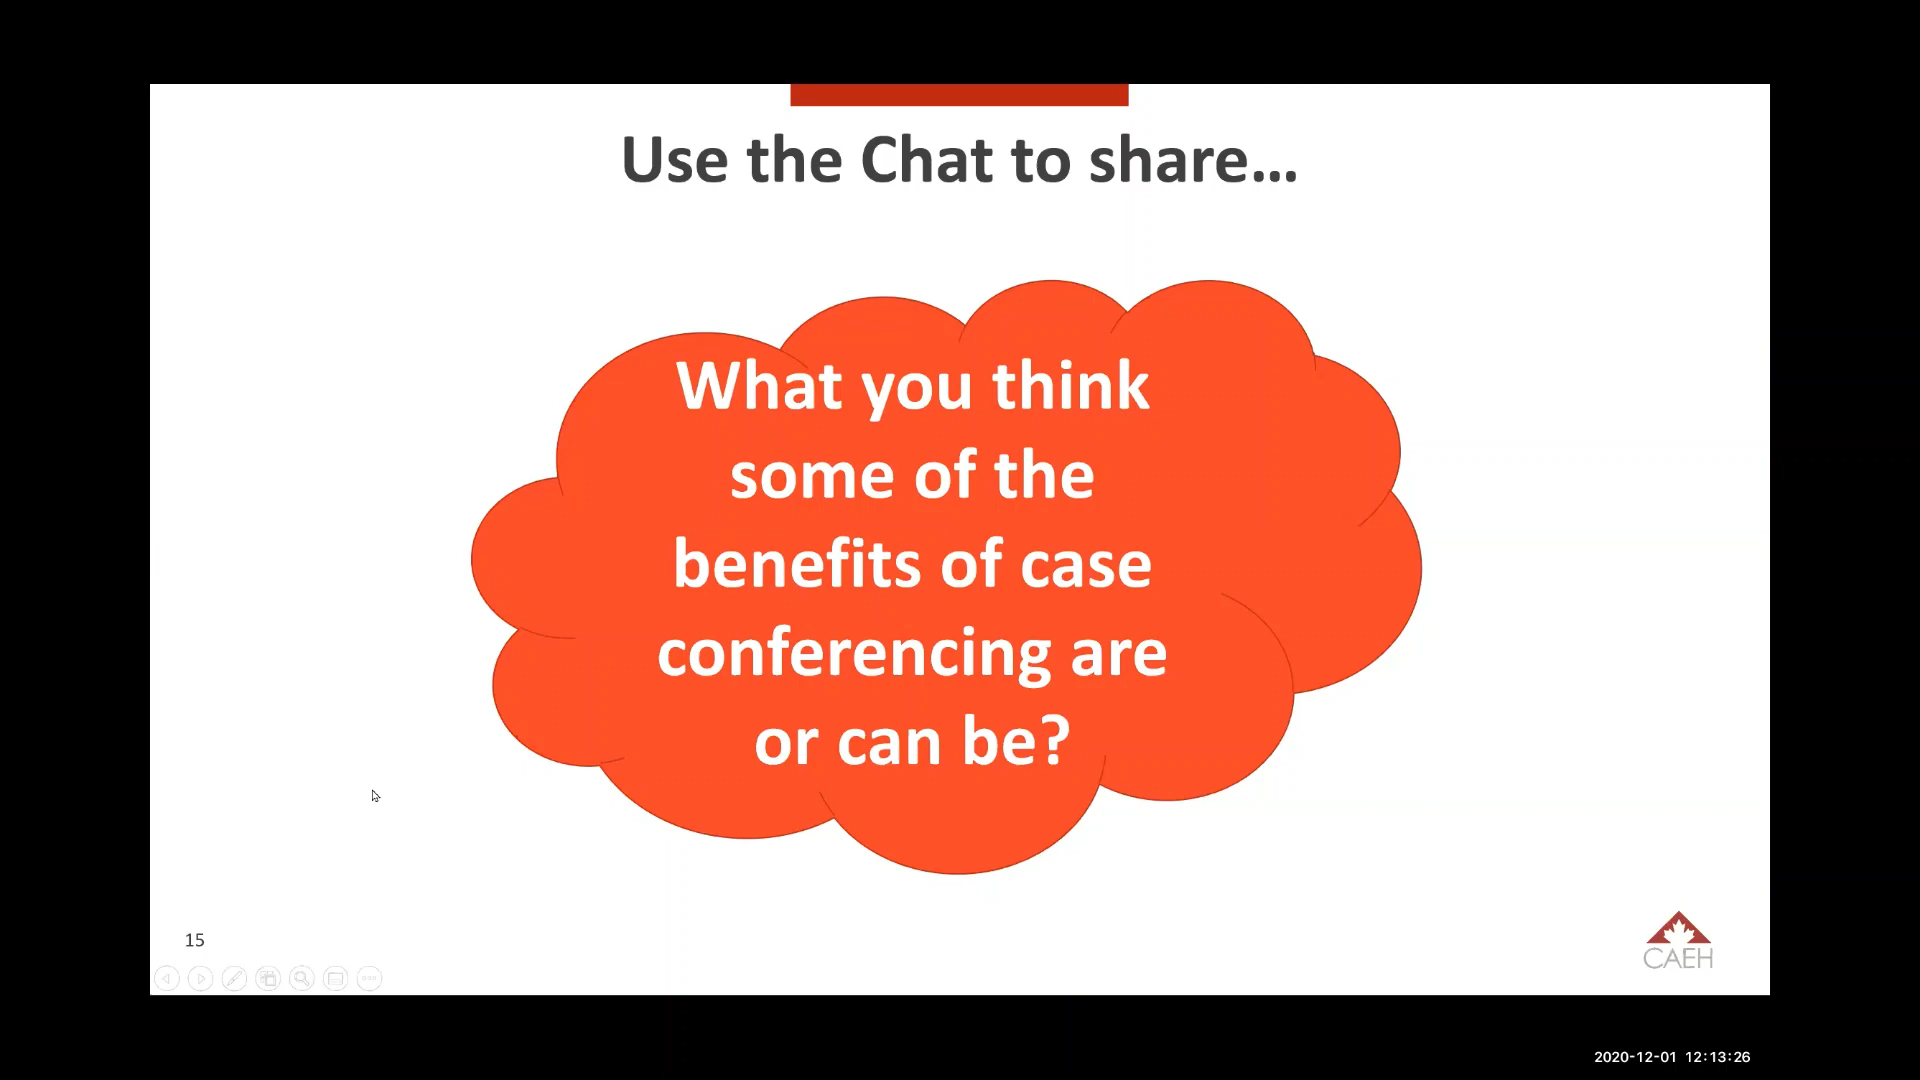 Use the Chat to share...
What you think
some of the
benefits of case
conferencing are
or can be?
15
CAEH
2020-12-01 12:13:26